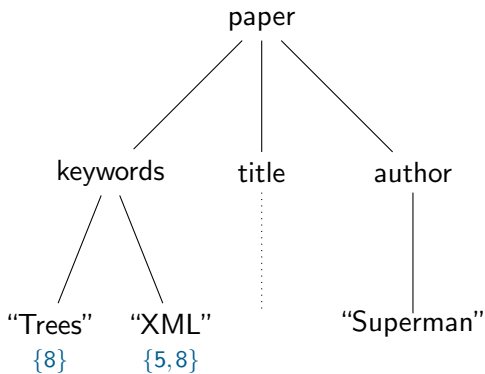 paper
keywords title author
“Trees” “XML” “Superman”
{8} {5, 8}